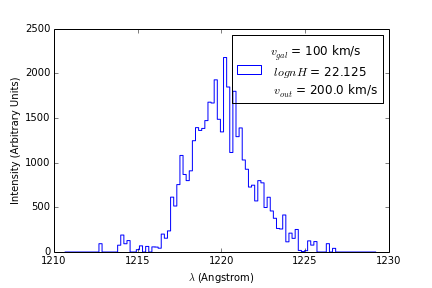 2500
2000
1500
1000
500
0
Intensity (Arbitrary Units)
v_gal = 100 km/s
lognH = 22.125
v_out = 200.0 km/s
1210 1215 1220 1225 1230
λ (Angstrom)